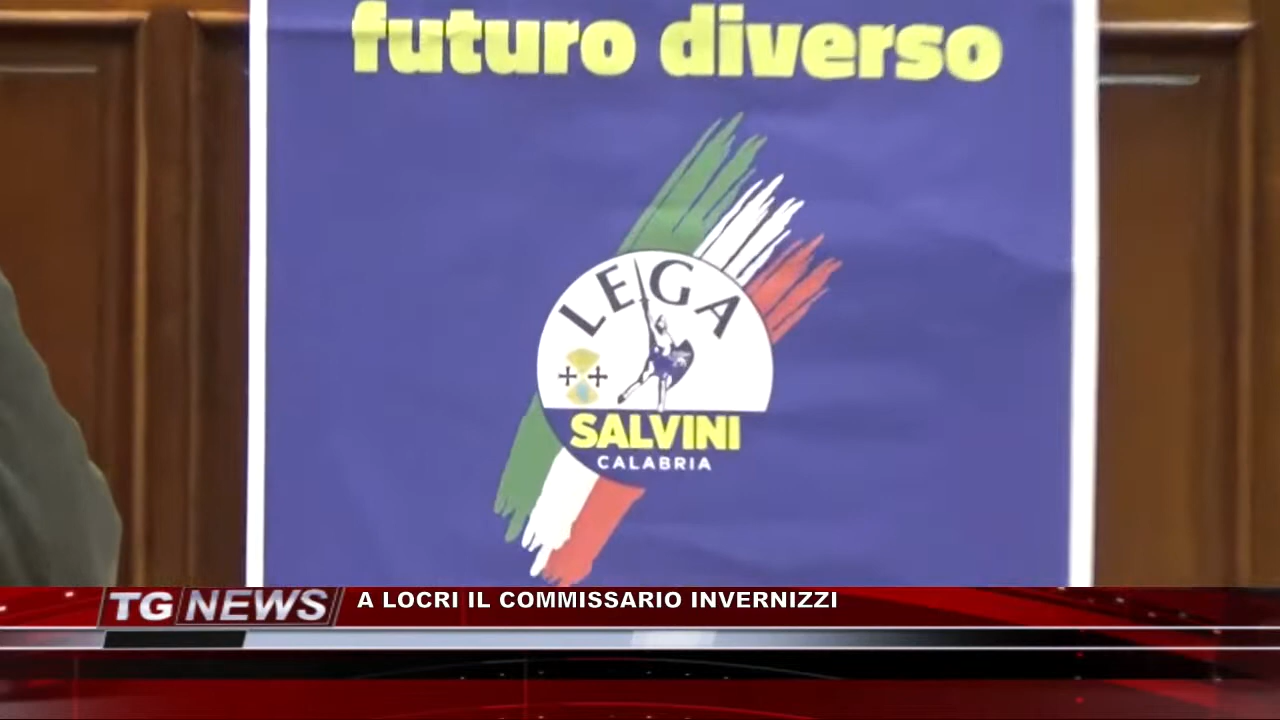 futuro diverso
LEGA
SALVINI
CALABRIA
TG NEWS
A LOCRI IL COMMISSARIO INVERNIZZI